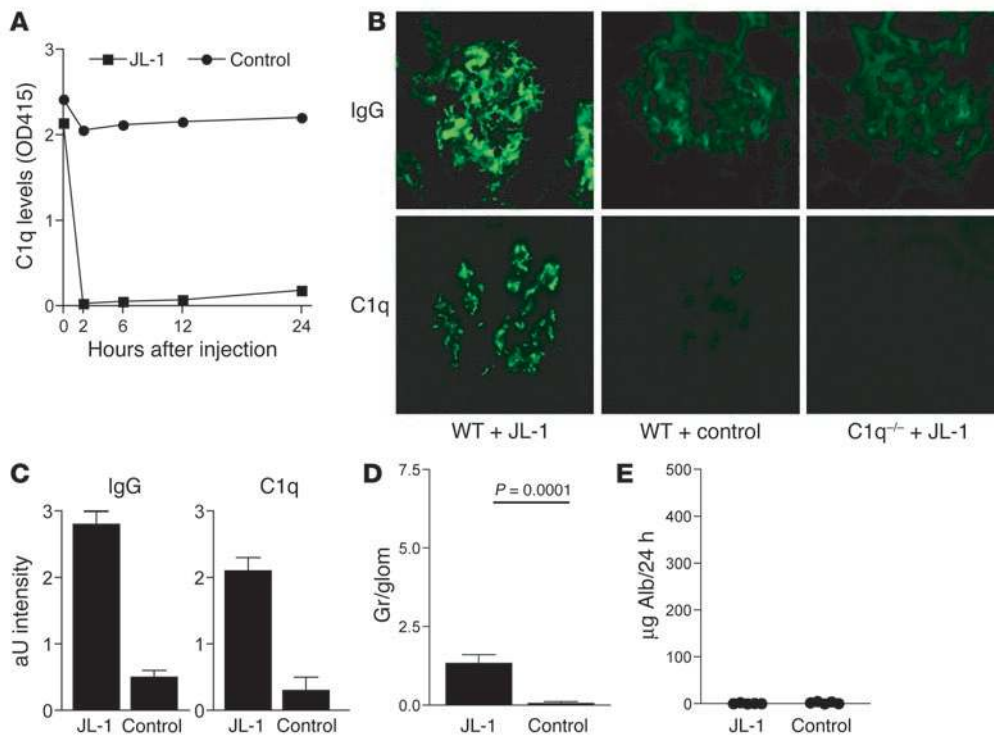 A
3
JL-1
Control
2
1
0
C1q levels (OD415)
0 2 6 12 24
Hours after injection
B
IgG
C1q
WT + JL-1
WT + control
C1q–/– + JL-1
C
IgG
C1q
3
2
1
0
aU intensity
JL-1 Control
3
2
1
0
JL-1 Control
D
7.5
P = 0.0001
5.0
2.5
0.0
Gr/glom
JL-1 Control
E
500
400
300
200
100
0
µg Alb/24 h
JL-1 Control